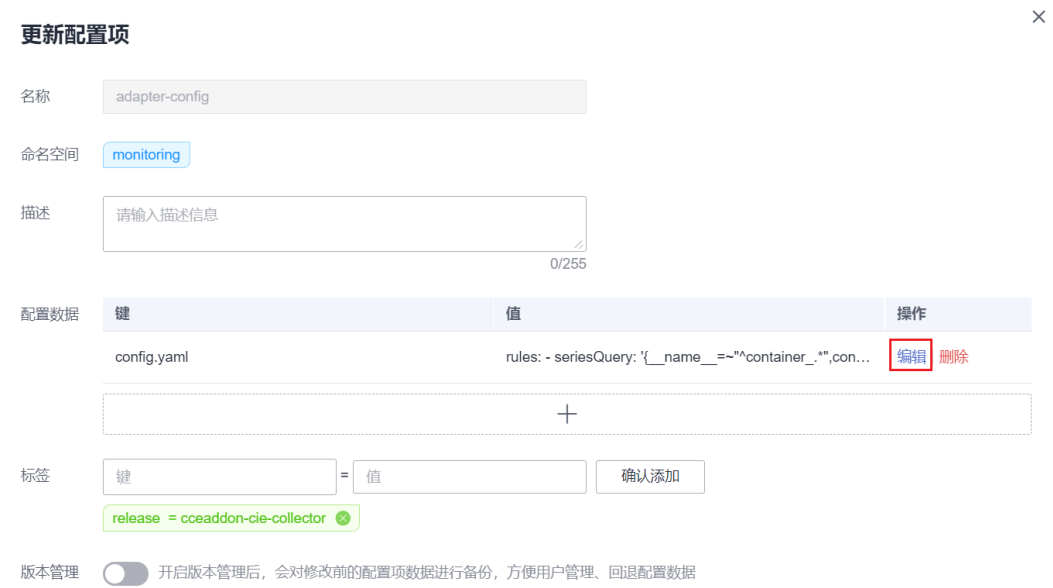 更新配置项
名称 adapter-config
命名空间 monitoring
描述 请输入描述信息
0/255
配置数据 键 值 操作
config.yaml rules: - seriesQuery: '{__name__=~"^container_.*",con... 编辑 删除
标签 键 = 值 确认添加
release = cceaddon-cie-collector
版本管理 开启版本管理后，会对修改前的配置项数据进行备份，方便用户管理、回退配置数据